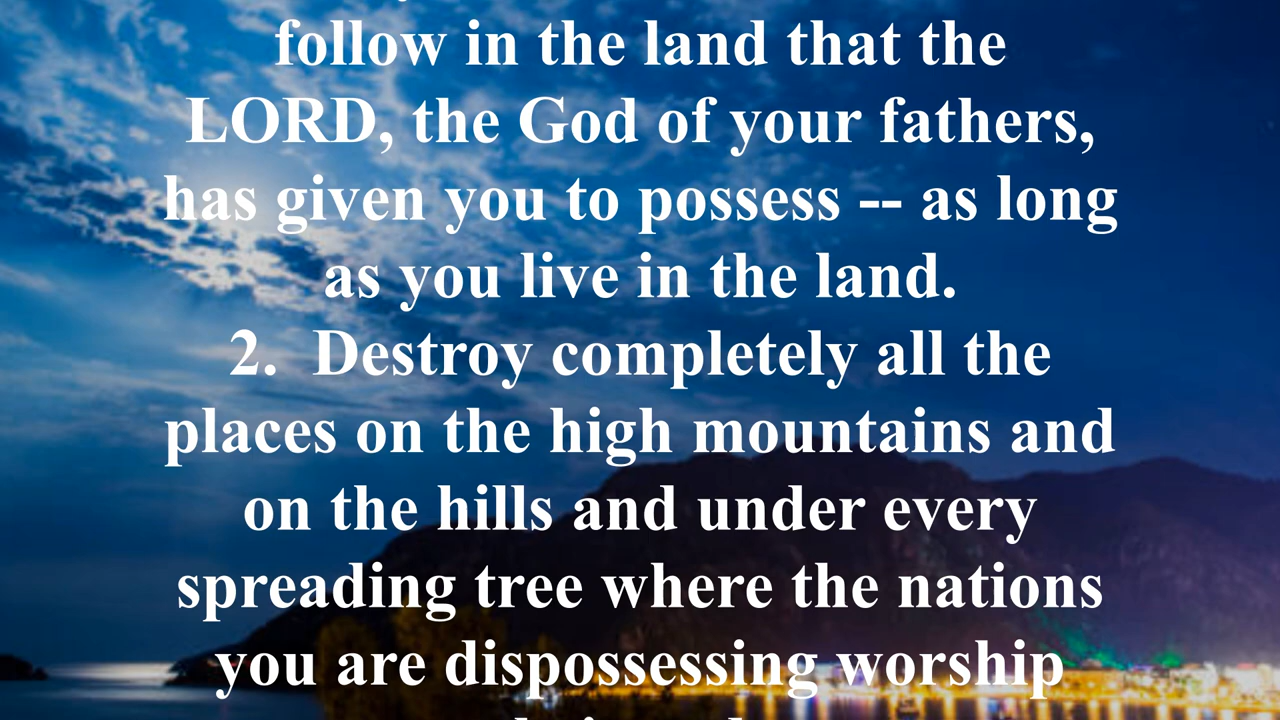 follow in the land that the
LORD, the God of your fathers,
has given you to possess -- as long
as you live in the land.
2.  Destroy completely all the
places on the high mountains and
on the hills and under every
spreading tree where the nations
you are dispossessing worship